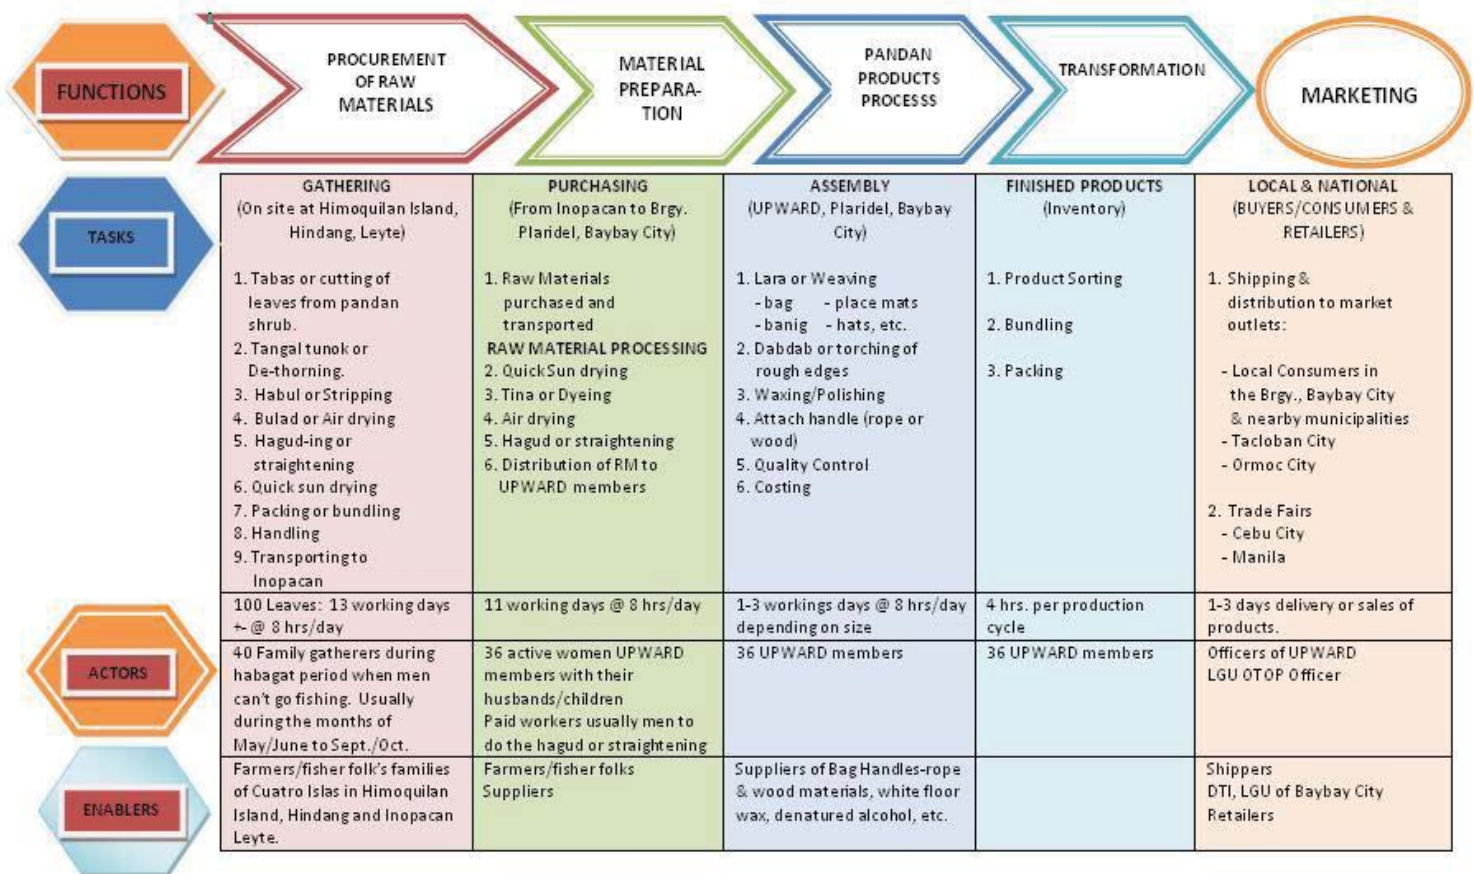 FUNCTIONS
PROCUREMENT
OF RAW
MATERIALS
MATERIAL
PREPARA-
TION
PANDAN
PRODUCTS
PROCESSS
TRANSFORMATION
MARKETING
TASKS
GATHERING
(On site at Himoquilan Island,
Hindang, Leyte)
1. Tabas or cutting of
leaves from pandan
shrub.
2. Tangal tunok or
De-thorning.
3. Habul or Stripping
4. Bulad or Air drying
5. Hagud-ing or
straightening
6. Quick sun drying
7. Packing or bundling
8. Handling
9. Transporting to
Inopacan
PURCHASING
(From Inopacan to Brgy.
Plaridel, Baybay City)
1. Raw Materials
purchased and
transported
RAW MATERIAL PROCESSING
2. Quick Sun drying
3. Tina or Dyeing
4. Air drying
5. Hagud or straightening
6. Distribution of RM to
UPWARD members
ASSEMBLY
(UPWARD, Plaridel, Baybay
City)
1. Lara or Weaving
- bag - place mats
- banig - hats, etc.
2. Dabdab or torching of
rough edges
3. Waxing/Polishing
4. Attach handle (rope or
wood)
5. Quality Control
6. Costing
FINISHED PRODUCTS
(Inventory)
1. Product Sorting
2. Bundling
3. Packing
LOCAL & NATIONAL
(BUYERS/CONSUMERS &
RETAILERS)
1. Shipping &
distribution to market
outlets:
- Local Consumers in
the Brgy., Baybay City
& nearby municipalities
- Tacloban City
- Ormoc City
2. Trade Fairs
- Cebu City
- Manila
100 Leaves: 13 working days
+- @ 8 hrs/day
11 working days @ 8 hrs/day
1-3 workings days @ 8 hrs/day
depending on size
4 hrs. per production
cycle
1-3 days delivery or sales of
products.
ACTORS
40 Family gatherers during
habagat period when men
can't go fishing. Usually
during the months of
May/June to Sept./Oct.
36 active women UPWARD
members with their
husbands/children
Paid workers usually men to
do the hagud or straightening
36 UPWARD members
36 UPWARD members
Officers of UPWARD
LGU OTOP Officer
ENABLERS
Farmers/fisher folk's families
of Cuatro Islas in Himoquilan
Island, Hindang and Inopacan
Leyte.
Farmers/fisher folks
Suppliers
Suppliers of Bag Handles-rope
& wood materials, white floor
wax, denatured alcohol, etc.
Shippers
DTI, LGU of Baybay City
Retailers